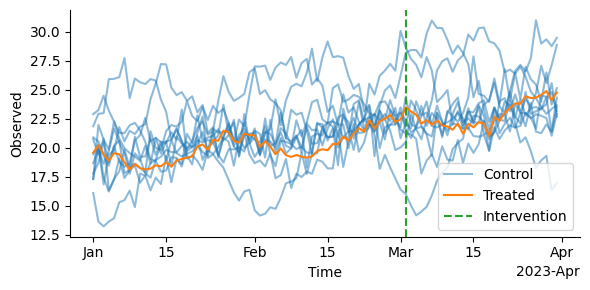 Observed
30.0
27.5
25.0
22.5
20.0
17.5
15.0
12.5
Control
Treated
Intervention
Jan 15 Feb 15 Mar 15 Apr
Time
2023-Apr